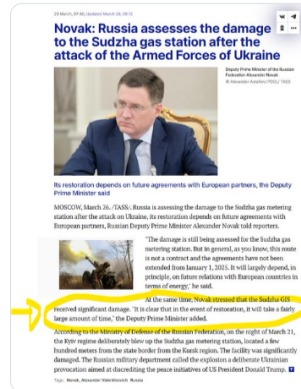 28 March, 07:40, Updated March 28, 08:12
Novak: Russia assesses the damage
to the Sudzha gas station after the
attack of the Armed Forces of Ukraine
Deputy Prime Minister of the Russian
Federation Alexander Novak
Its restoration depends on future agreements with European partners, the Deputy
Prime Minister said
MOSCOW, March 26. /TASS/. Russia is assessing the damage to the Sudzha gas metering
station after the attack on Ukraine, its restoration depends on future agreements with
European partners, Russian Deputy Prime Minister Alexander Novak told reporters.
"The damage is still being assessed for the Sudzha gas
metering station. But in general, as you know, this route
is not a contract and the agreements have not been
extended from January 1, 2025. It will largely depend, in
principle, on future relations with European countries in
terms of energy," he said.
At the same time, Novak stressed that the Sudzha GIS
received significant damage. "It is clear that in the event of restoration, it will take a fairly
large amount of time," the Deputy Prime Minister added.
According to the Ministry of Defense of the Russian Federation, on the night of March 21,
the Kyiv regime deliberately blew up the Sudzha gas metering station, located a few
hundred meters from the state border from the Kursk region. The facility was significantly
damaged. The Russian military department called the explosion a deliberate Ukrainian
provocation aimed at discrediting the peace initiatives of US President Donald Trump.
Tags: Novak, Alexander Valentinovich Russia